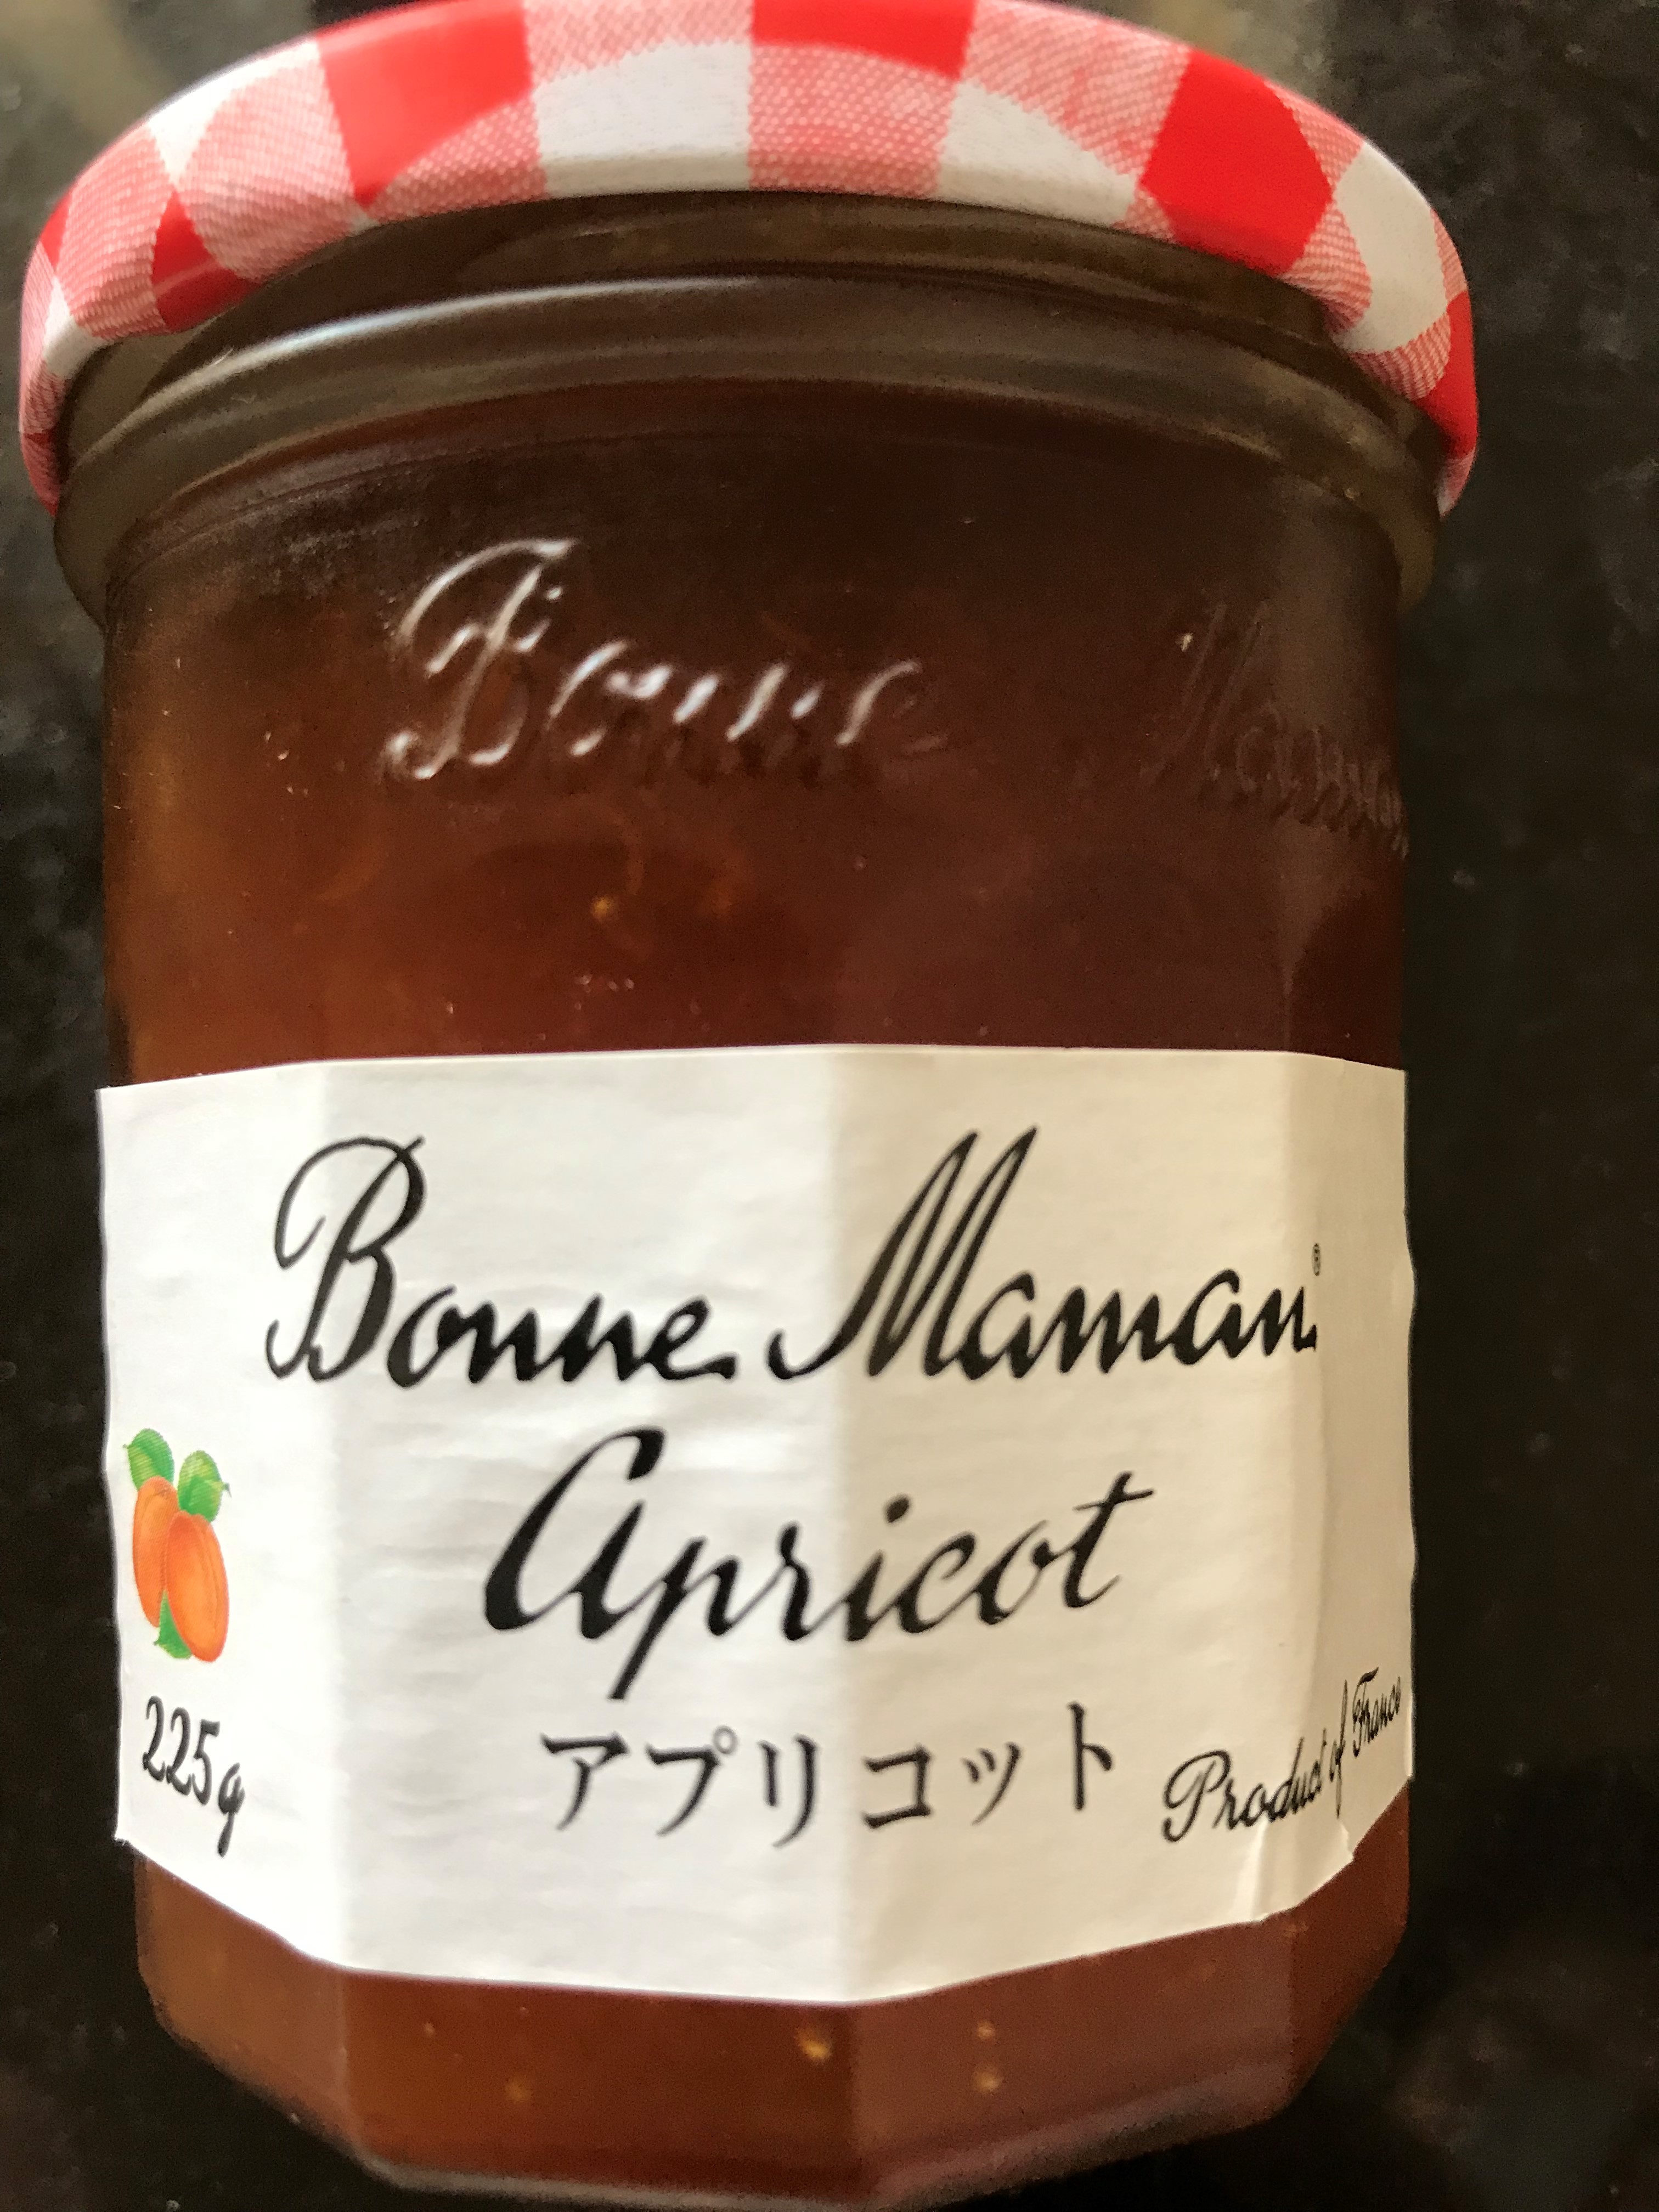 Bonne Maman
Bonne Maman®
Apricot
アプリコット
225g
Product of France